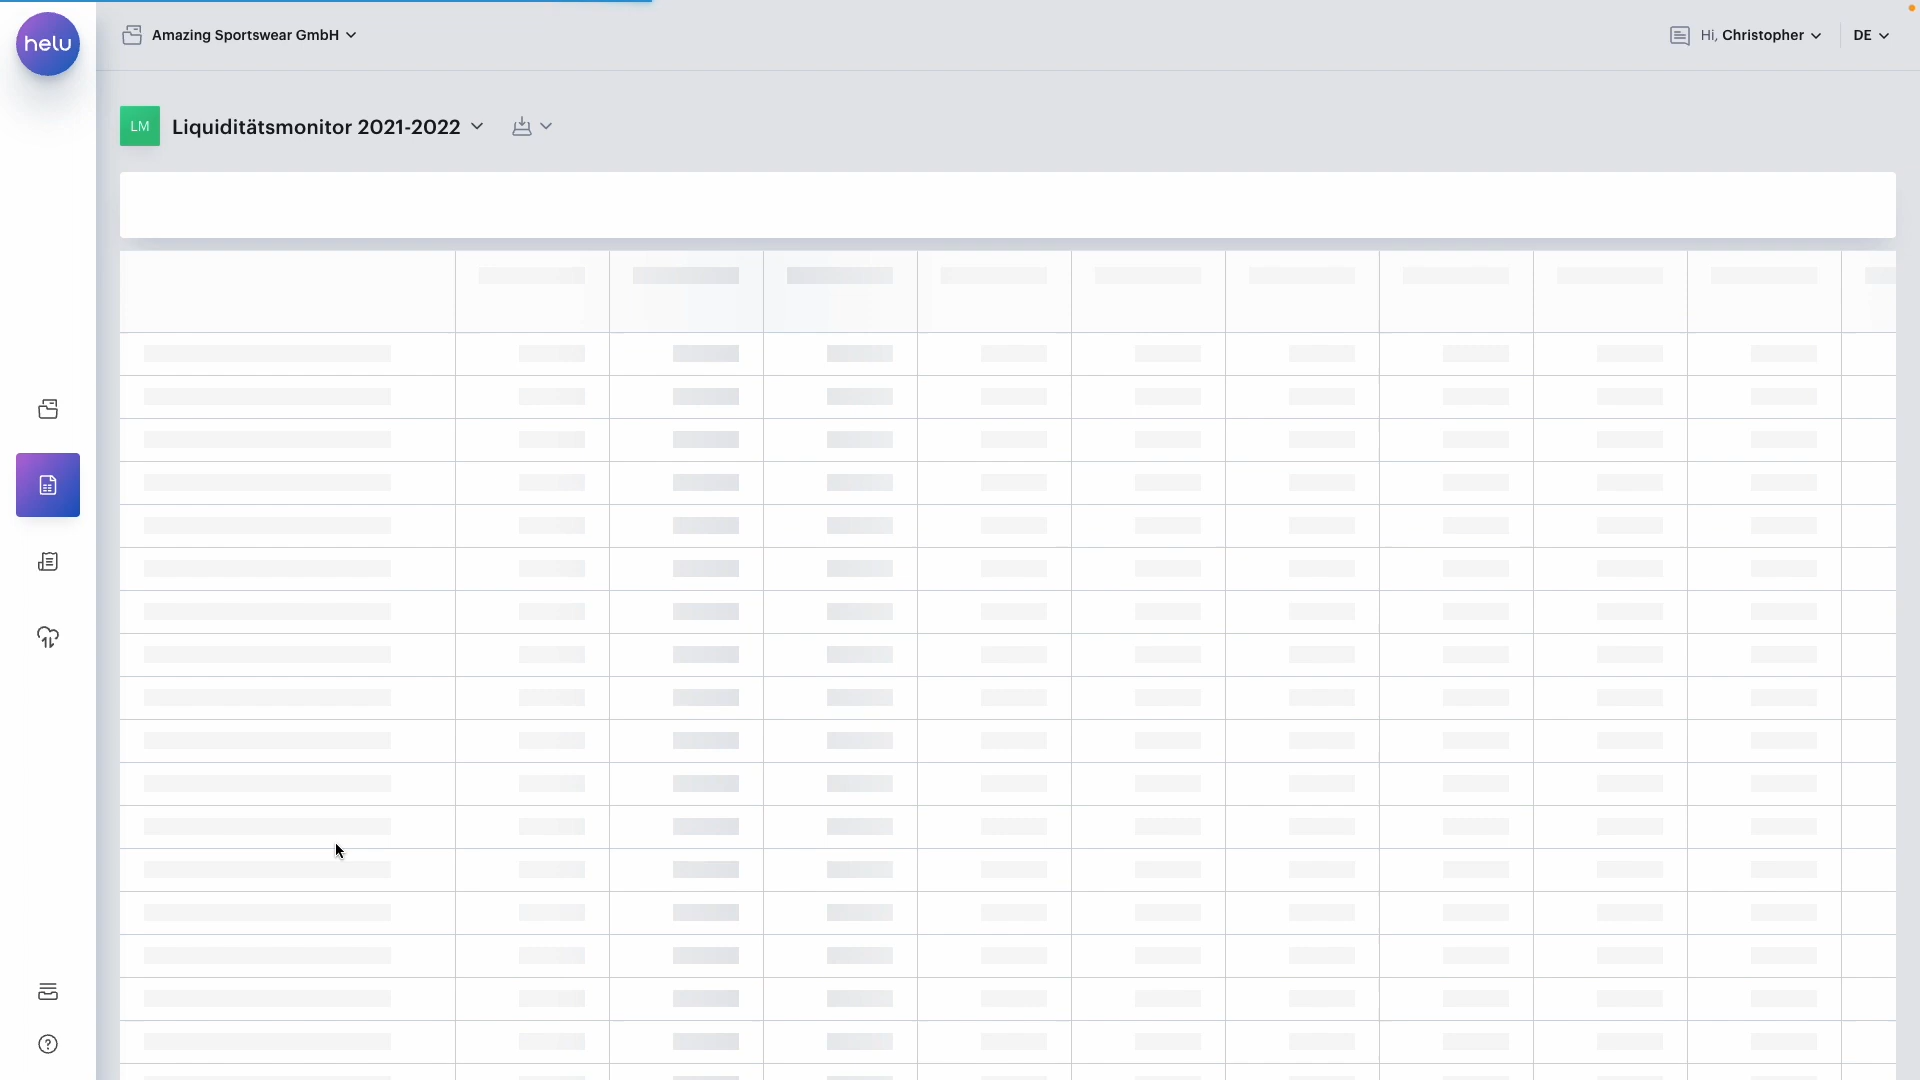 helu
Amazing Sportswear GmbH
Hi, Christopher
DE
LM
Liquiditätsmonitor 2021-2022